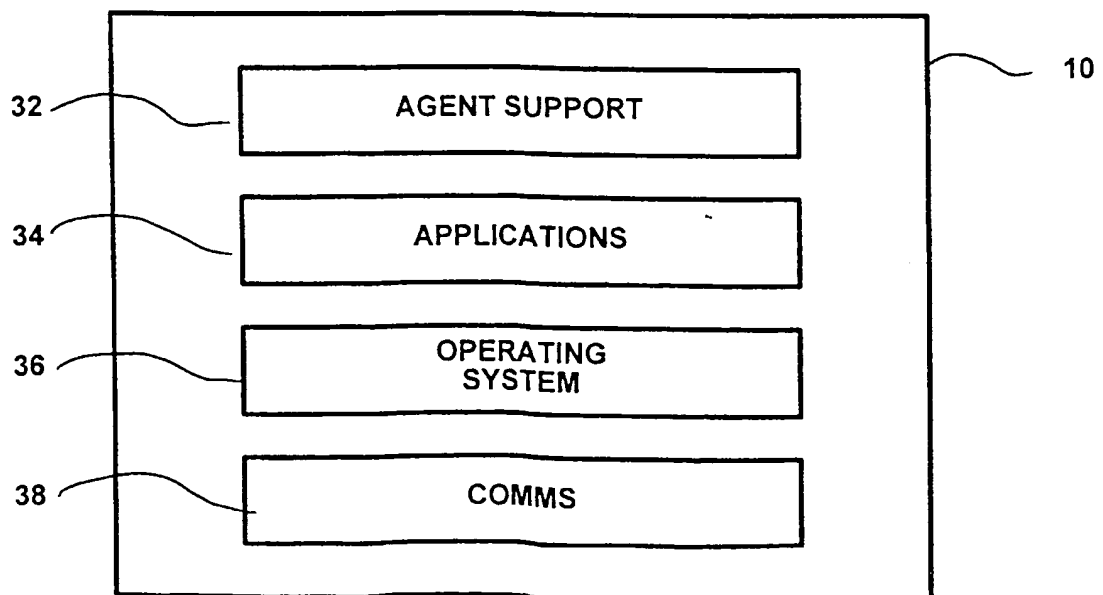 10
32
AGENT SUPPORT
34
APPLICATIONS
36
OPERATING
SYSTEM
38
COMMS